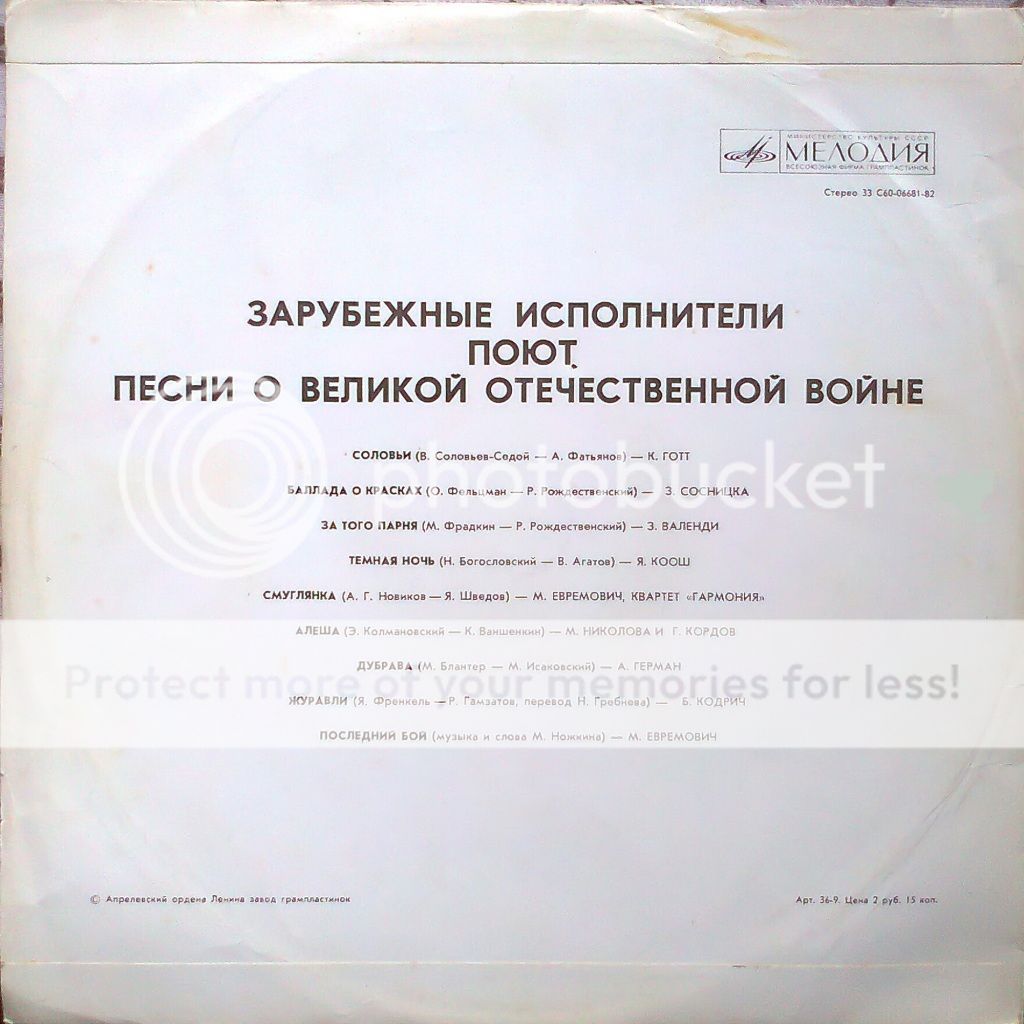 МИНИСТЕРСТВО КУЛЬТУРЫ СССР
МЕЛОДИЯ
ВСЕСОЮЗНАЯ ФИРМА ГРАМПЛАСТИНОК
Стерео 33 С60-06681-82
ЗАРУБЕЖНЫЕ ИСПОЛНИТЕЛИ
ПОЮТ
ПЕСНИ О ВЕЛИКОЙ ОТЕЧЕСТВЕННОЙ ВОЙНЕ
СОЛОВЬИ (В. Соловьев-Седой — А. Фатьянов) — К. ГОТТ
photobucket
БАЛЛАДА О КРАСКАХ (О. Фельцман — Р. Рождественский) — З. СОСНИЦКА
ЗА ТОГО ПАРНЯ (М. Фрадкин — Р. Рождественский) — З. ВАЛЕНДИ
ТЕМНАЯ НОЧЬ (Н. Богословский — В. Агатов) — Я. КООШ
СМУГЛЯНКА (А. Г. Новиков — Я. Шведов) — М. ЕВРЕМОВИЧ, КВАРТЕТ «ГАРМОНИЯ»
АЛЕША (Э. Колмановский — К. Ваншенкин) — М. НИКОЛОВА И Г. КОРДОВ
ДУБРАВА (М. Блантер — М. Исаковский) — А. ГЕРМАН
Protect more of your memories for less!
ЖУРАВЛИ (Я. Френкель — Р. Гамзатов, перевод Н. Гребнева) — Б. КОДРИЧ
ПОСЛЕДНИЙ БОЙ (музыка и слова М. Ножкина) — М. ЕВРЕМОВИЧ
© Апрелевский ордена Ленина завод грампластинок
Арт. 36-9. Цена 2 руб. 15 коп.